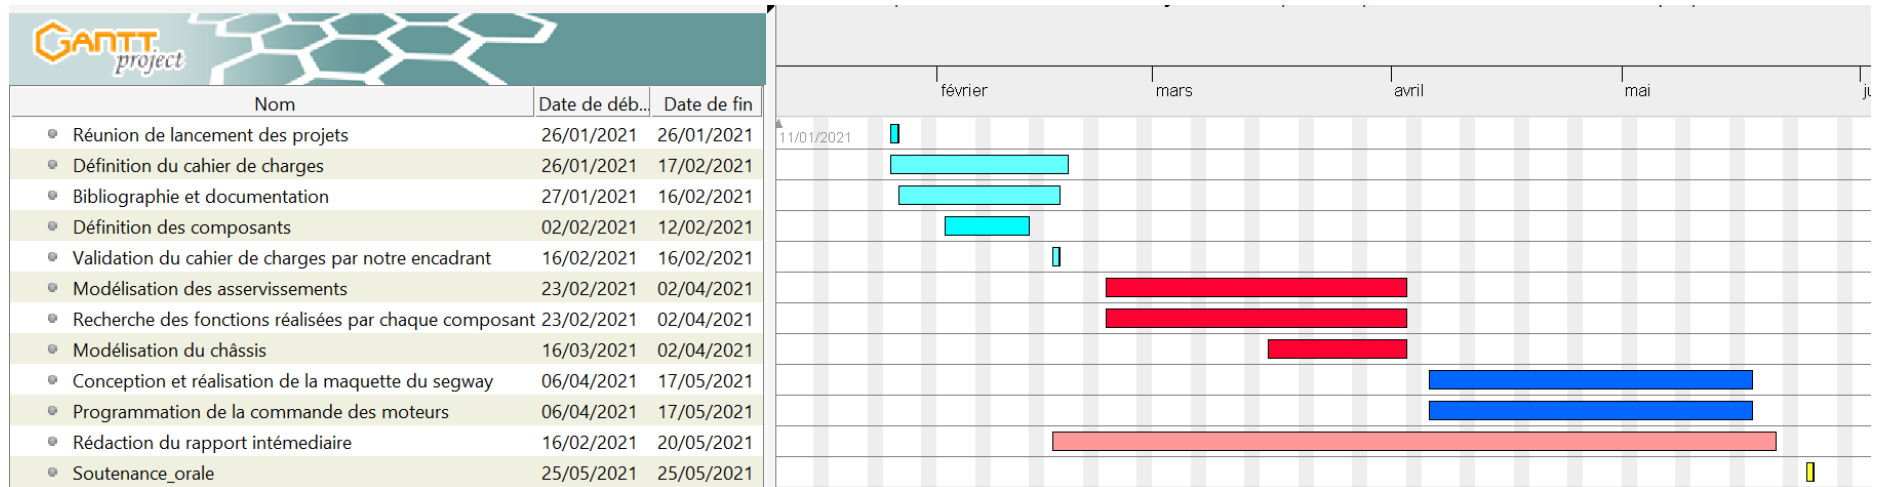 GANTT
project
février mars avril mai
Nom Date de déb... Date de fin
11/01/2021
Réunion de lancement des projets 26/01/2021 26/01/2021
Définition du cahier de charges 26/01/2021 17/02/2021
Bibliographie et documentation 27/01/2021 16/02/2021
Définition des composants 02/02/2021 12/02/2021
Validation du cahier de charges par notre encadrant 16/02/2021 16/02/2021
Modélisation des asservissements 23/02/2021 02/04/2021
Recherche des fonctions réalisées par chaque composant 23/02/2021 02/04/2021
Modélisation du châssis 16/03/2021 02/04/2021
Conception et réalisation de la maquette du segway 06/04/2021 17/05/2021
Programmation de la commande des moteurs 06/04/2021 17/05/2021
Rédaction du rapport intémediaire 16/02/2021 20/05/2021
Soutenance_orale 25/05/2021 25/05/2021